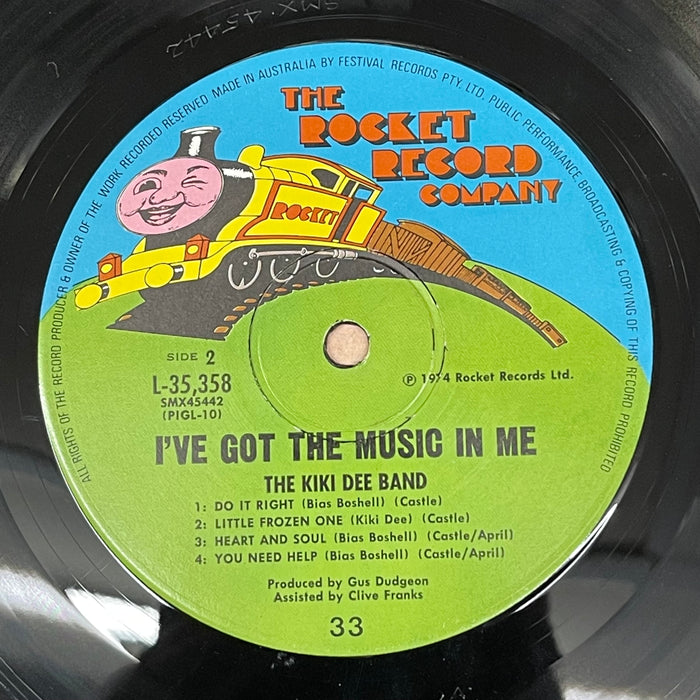 SMX·45442
ALL RIGHTS OF THE RECORD PRODUCER & OWNER OF THE WORK RECORDED RESERVED MADE IN AUSTRALIA BY FESTIVAL RECORDS PTY. LTD. PUBLIC PERFORMANCE, BROADCASTING & COPYING OF THIS RECORD PROHIBITED
THE
ROCKET
RECORD
COMPANY
ROCKET
SIDE 2
L-35,358
SMX45442
(PIGL-10)
℗ 1974 Rocket Records Ltd.
I'VE GOT THE MUSIC IN ME
THE KIKI DEE BAND
1: DO IT RIGHT (Bias Boshell) (Castle)
2: LITTLE FROZEN ONE (Kiki Dee) (Castle)
3: HEART AND SOUL (Bias Boshell) (Castle/April)
4: YOU NEED HELP (Bias Boshell) (Castle/April)
Produced by Gus Dudgeon
Assisted by Clive Franks
33